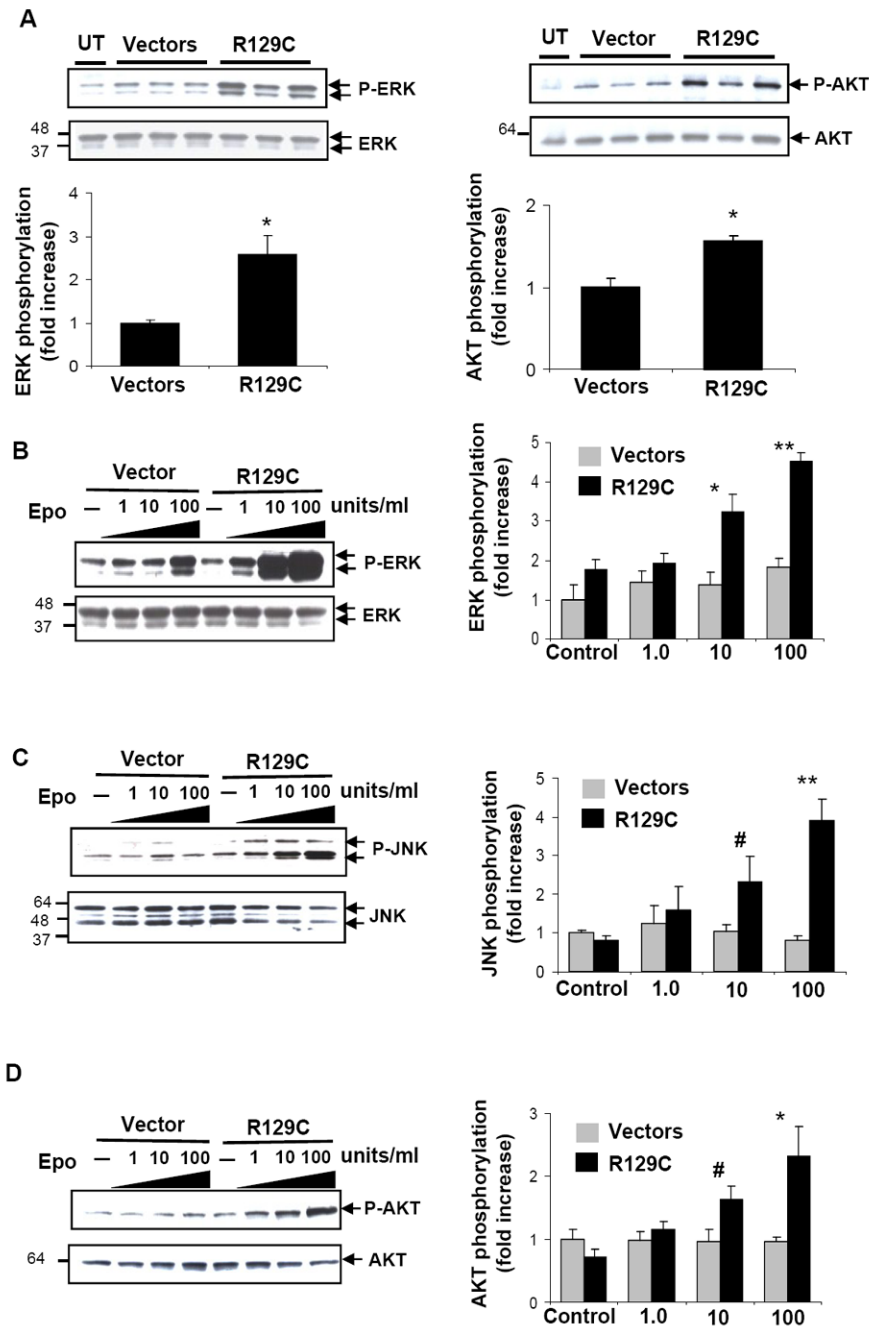 A
UT Vectors R129C
P-ERK
48
37
ERK
ERK phosphorylation
(fold increase)
4
3
2
1
0
*
Vectors R129C
UT Vector R129C
P-AKT
64
AKT
AKT phosphorylation
(fold increase)
2
1
0
*
Vectors R129C
B
Vector R129C
Epo — 1 10 100 — 1 10 100 units/ml
P-ERK
48
37
ERK
ERK phosphorylation
(fold increase)
5
4
3
2
1
0
Vectors
R129C
*
**
Control 1.0 10 100
C
Vector R129C
Epo — 1 10 100 — 1 10 100 units/ml
P-JNK
64
48
37
JNK
JNK phosphorylation
(fold increase)
5
4
3
2
1
0
Vectors
R129C
#
**
Control 1.0 10 100
D
Vector R129C
Epo — 1 10 100 — 1 10 100 units/ml
P-AKT
64
AKT
AKT phosphorylation
(fold increase)
3
2
1
0
Vectors
R129C
#
*
Control 1.0 10 100